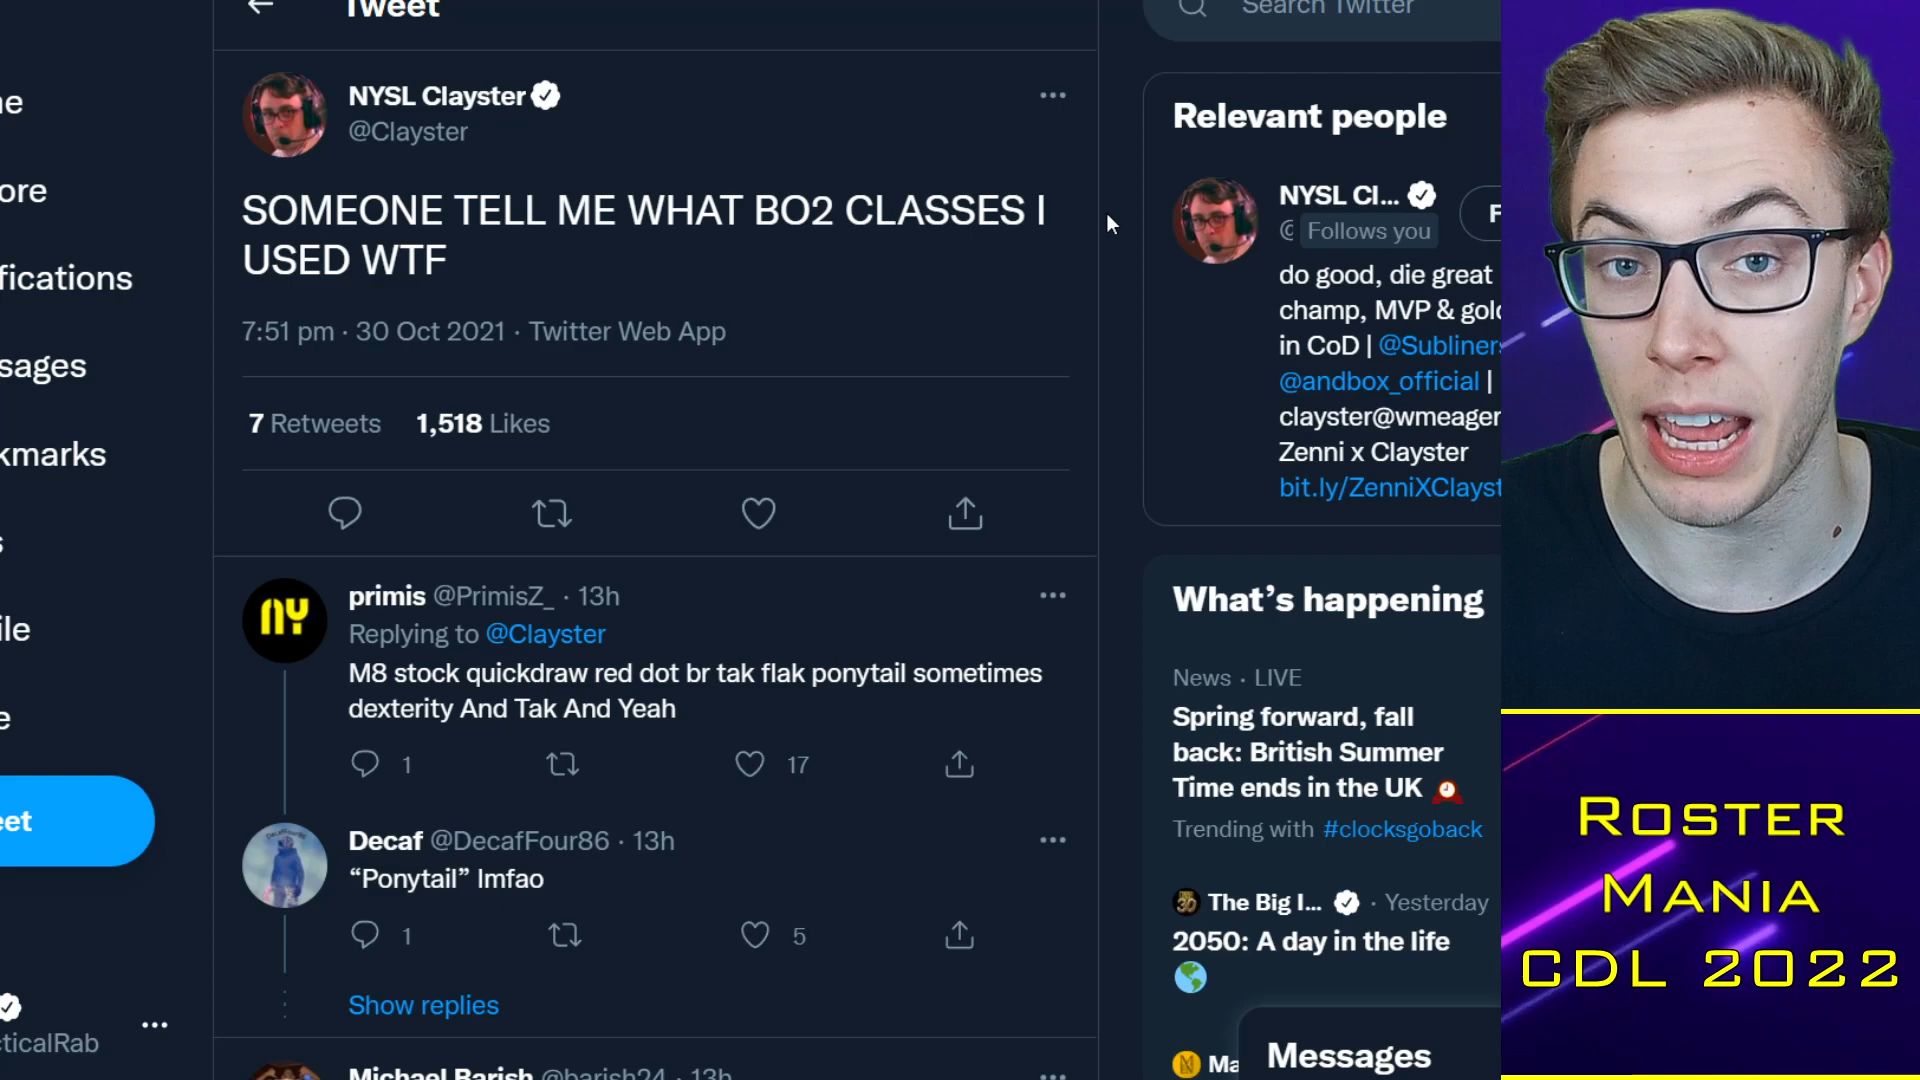 Tweet
Search Twitter
NYSL Clayster
@Clayster
SOMEONE TELL ME WHAT BO2 CLASSES I
USED WTF
7:51 pm · 30 Oct 2021 · Twitter Web App
7 Retweets 1,518 Likes
primis @PrimisZ_ · 13h
Replying to @Clayster
M8 stock quickdraw red dot br tak flak ponytail sometimes
dexterity And Tak And Yeah
1 17
Decaf @DecafFour86 · 13h
“Ponytail” lmfao
1 5
Show replies
Michael Barish @barish24 · 13h
ore
fications
sages
kmarks
ile
eet
cticalRab
Relevant people
NYSL Cl...
@ Follows you
do good, die great
champ, MVP & gold
in CoD | @Subliners
@andbox_official |
clayster@wmeager
Zenni x Clayster
bit.ly/ZenniXClayst
What’s happening
News · LIVE
Spring forward, fall
back: British Summer
Time ends in the UK
Trending with #clocksgoback
The Big I... · Yesterday
2050: A day in the life
Ma
Messages
NY
ROSTER
MANIA
CDL 2022